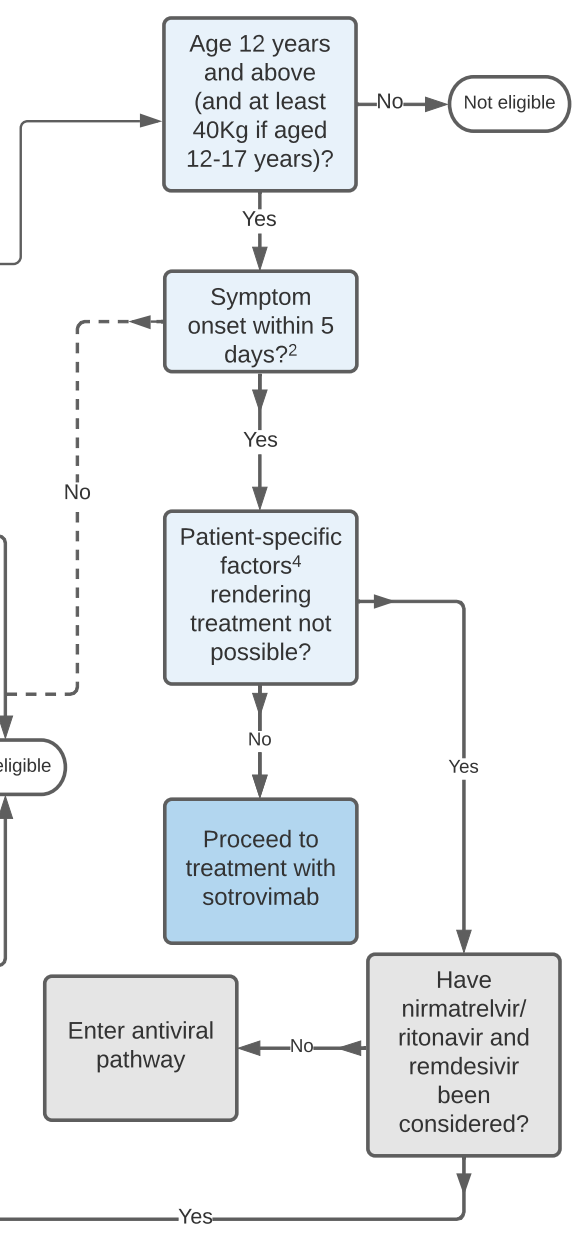 Age 12 years
and above
(and at least
40Kg if aged
12-17 years)?
No
Not eligible
Yes
Symptom
onset within 5
days?²
Yes
No
Patient-specific
factors⁴
rendering
treatment not
possible?
No
Yes
eligible
Proceed to
treatment with
sotrovimab
Have
nirmatrelvir/
ritonavir and
remdesivir
been
considered?
No
Enter antiviral
pathway
Yes